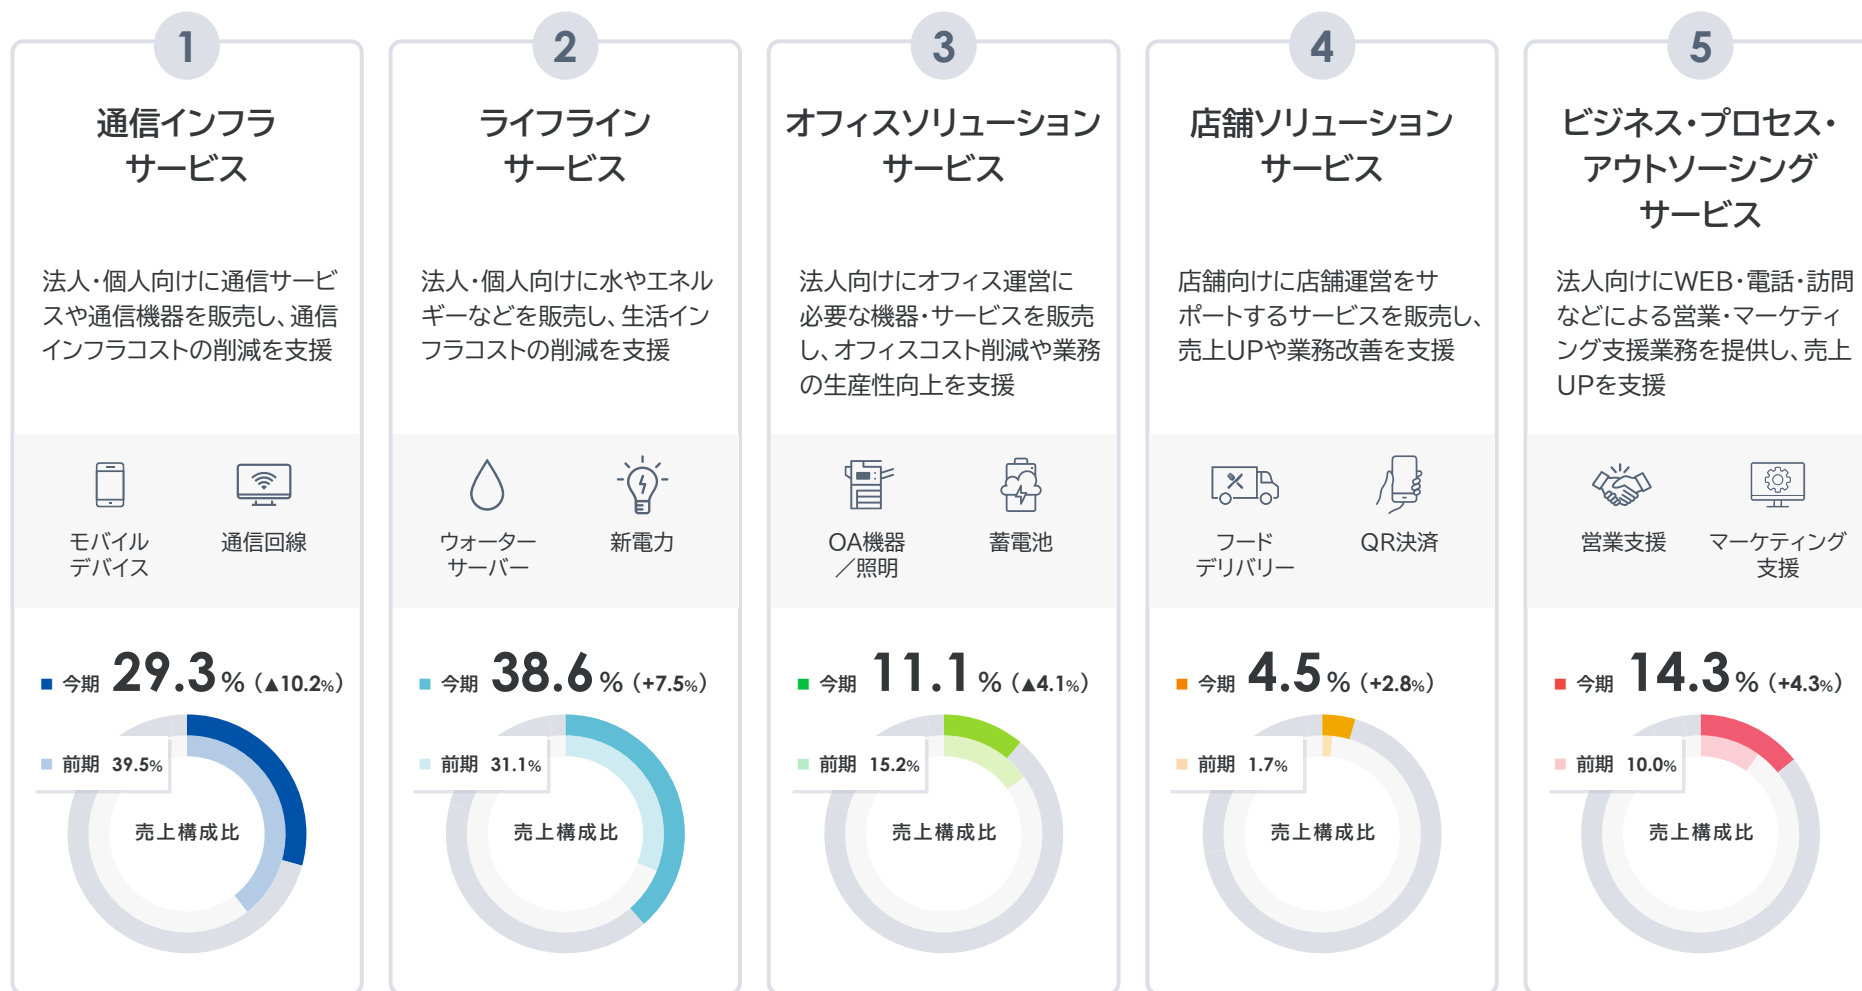 1
通信インフラ
サービス
法人・個人向けに通信サービ
スや通信機器を販売し、通信
インフラコストの削減を支援
モバイル
デバイス
通信回線
■ 今期 29.3% (▲10.2%)
■ 前期 39.5%
売上構成比
2
ライフライン
サービス
法人・個人向けに水やエネル
ギーなどを販売し、生活イン
フラコストの削減を支援
ウォーター
サーバー
新電力
■ 今期 38.6% (+7.5%)
■ 前期 31.1%
売上構成比
3
オフィスソリューション
サービス
法人向けにオフィス運営に
必要な機器・サービスを販売
し、オフィスコスト削減や業務
の生産性向上を支援
OA機器
／照明
蓄電池
■ 今期 11.1% (▲4.1%)
■ 前期 15.2%
売上構成比
4
店舗ソリューション
サービス
店舗向けに店舗運営をサ
ポートするサービスを販売し、
売上UPや業務改善を支援
フード
デリバリー
QR決済
■ 今期 4.5% (+2.8%)
■ 前期 1.7%
売上構成比
5
ビジネス・プロセス・
アウトソーシング
サービス
法人向けにWEB・電話・訪問
などによる営業・マーケティ
ング支援業務を提供し、売上
UPを支援
営業支援
マーケティング
支援
■ 今期 14.3% (+4.3%)
■ 前期 10.0%
売上構成比